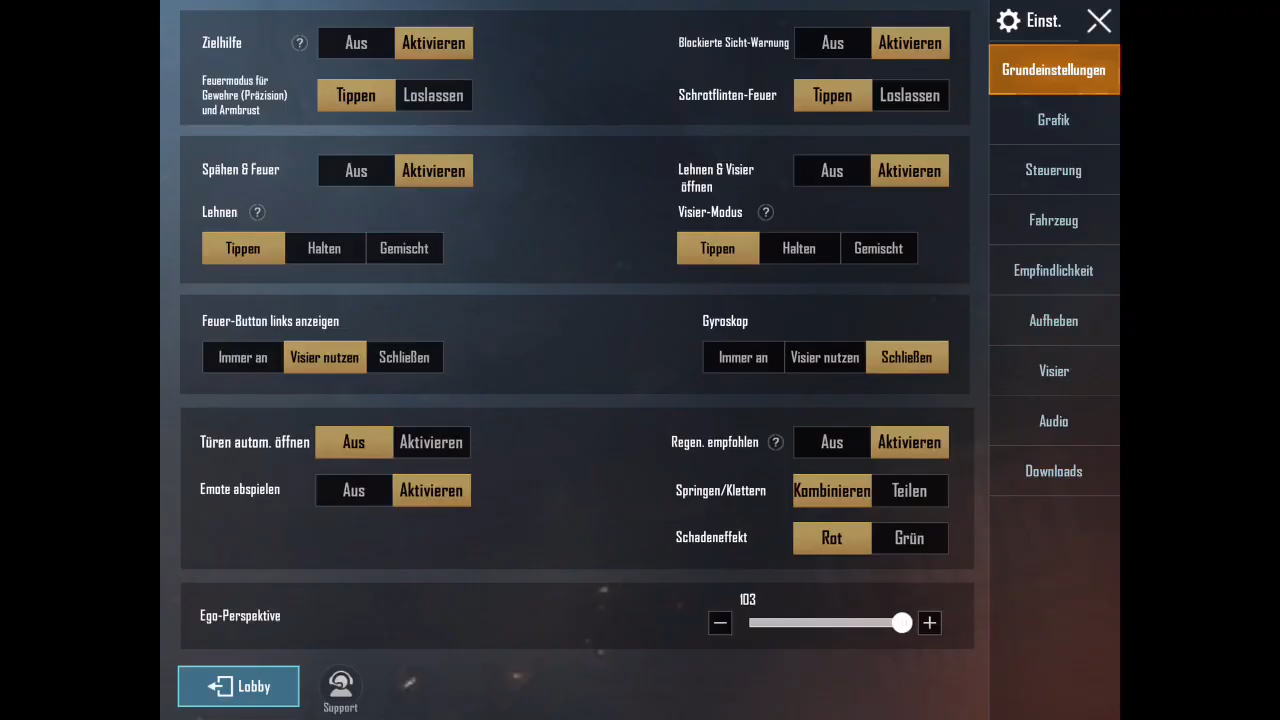 Zielhilfe ? Aus Aktivieren
Blockierte Sicht-Warnung Aus Aktivieren
Feuermodus für
Gewehre (Präzision)
und Armbrust
Tippen Loslassen
Schrotflinten-Feuer Tippen Loslassen
Spähen & Feuer Aus Aktivieren
Lehnen & Visier
öffnen
Aus Aktivieren
Lehnen ?
Tippen Halten Gemischt
Visier-Modus ?
Tippen Halten Gemischt
Feuer-Button links anzeigen
Immer an Visier nutzen Schließen
Gyroskop
Immer an Visier nutzen Schließen
Türen autom. öffnen Aus Aktivieren
Regen. empfohlen ? Aus Aktivieren
Emote abspielen Aus Aktivieren
Springen/Klettern Kombinieren Teilen
Schadeneffekt Rot Grün
Ego-Perspektive
103
Lobby
Support
Einst.
Grundeinstellungen
Grafik
Steuerung
Fahrzeug
Empfindlichkeit
Aufheben
Visier
Audio
Downloads